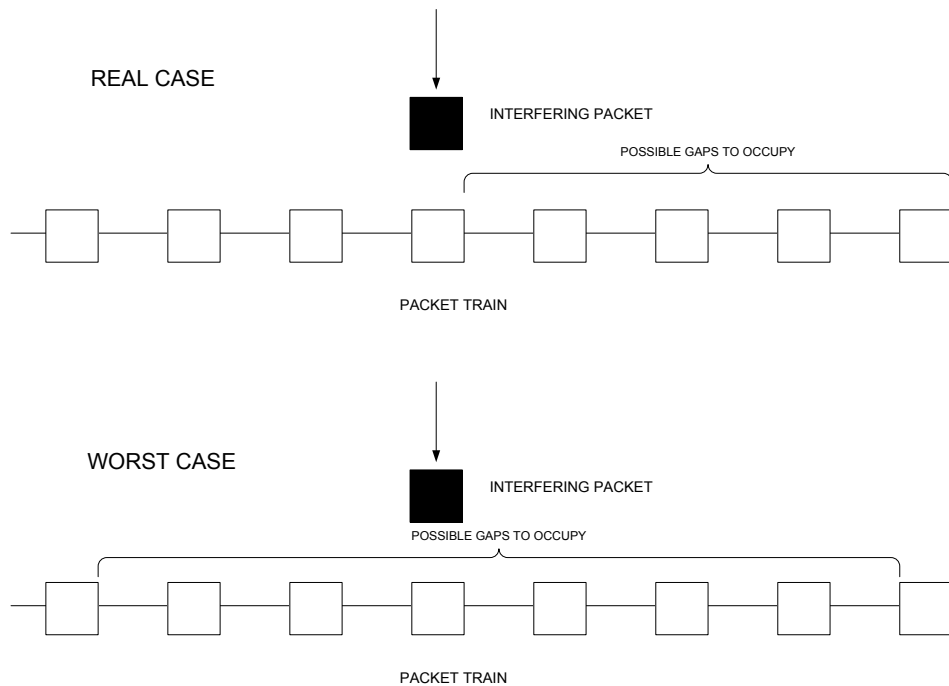 REAL CASE
INTERFERING PACKET
POSSIBLE GAPS TO OCCUPY
PACKET TRAIN
WORST CASE
INTERFERING PACKET
POSSIBLE GAPS TO OCCUPY
PACKET TRAIN